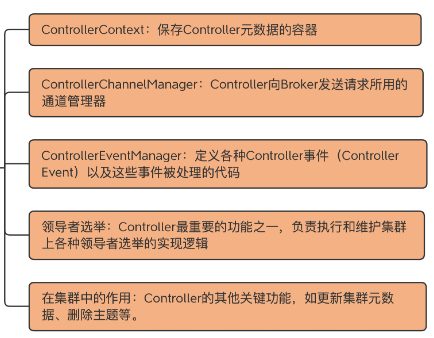 ControllerContext：保存Controller元数据的容器
ControllerChannelManager：Controller向Broker发送请求所用的
通道管理器
ControllerEventManager：定义各种Controller事件（Controller
Event）以及这些事件被处理的代码
领导者选举：Controller最重要的功能之一，负责执行和维护集群
上各种领导者选举的实现逻辑
在集群中的作用：Controller的其他关键功能，如更新集群元数
据、删除主题等。